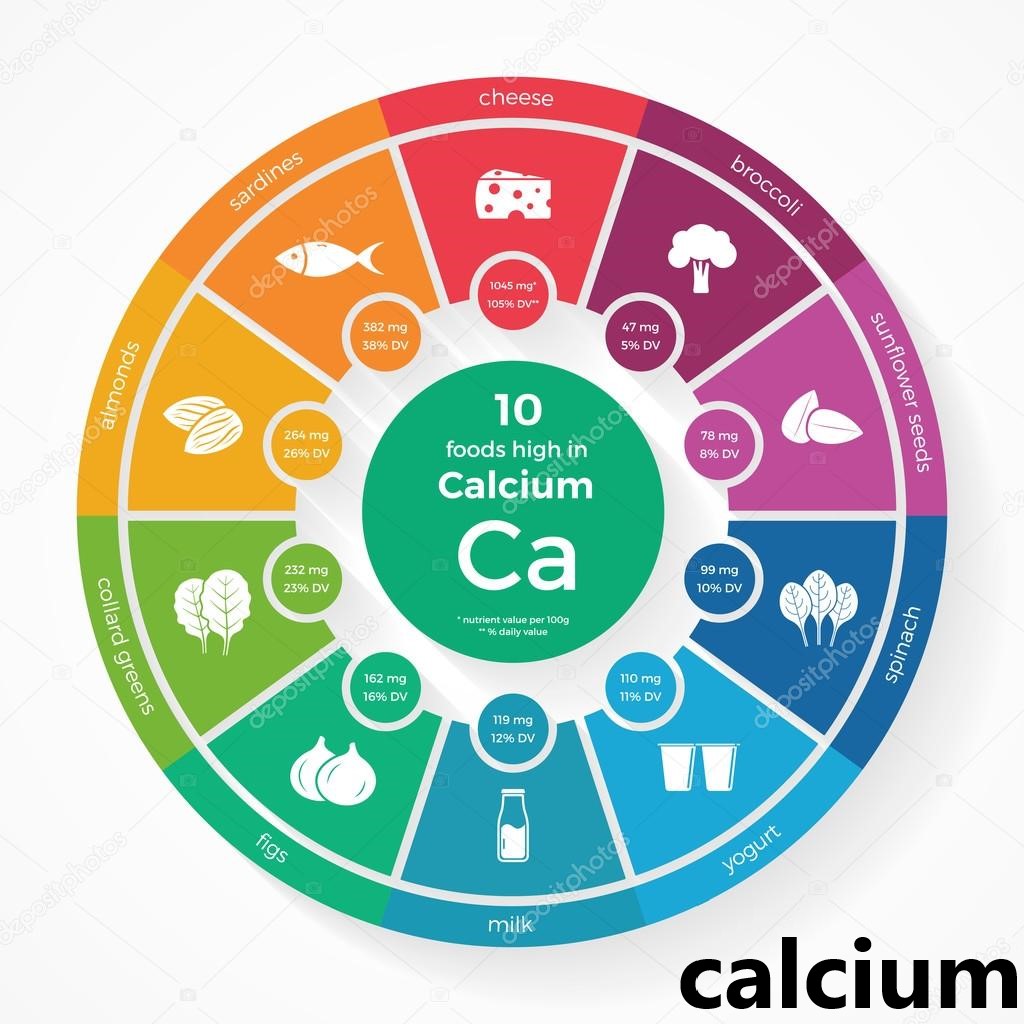 cheese
1045 mg*
105% DV**
broccoli
47 mg
5% DV
sunflower seeds
78 mg
8% DV
spinach
99 mg
10% DV
yogurt
110 mg
11% DV
milk
119 mg
12% DV
figs
162 mg
16% DV
collard greens
232 mg
23% DV
almonds
264 mg
26% DV
sardines
382 mg
38% DV
10
foods high in
Calcium
Ca
* nutrient value per 100g
** % daily value
calcium
depositphotos